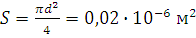 S = πd²/4 = 0,02 · 10⁻⁶ м²